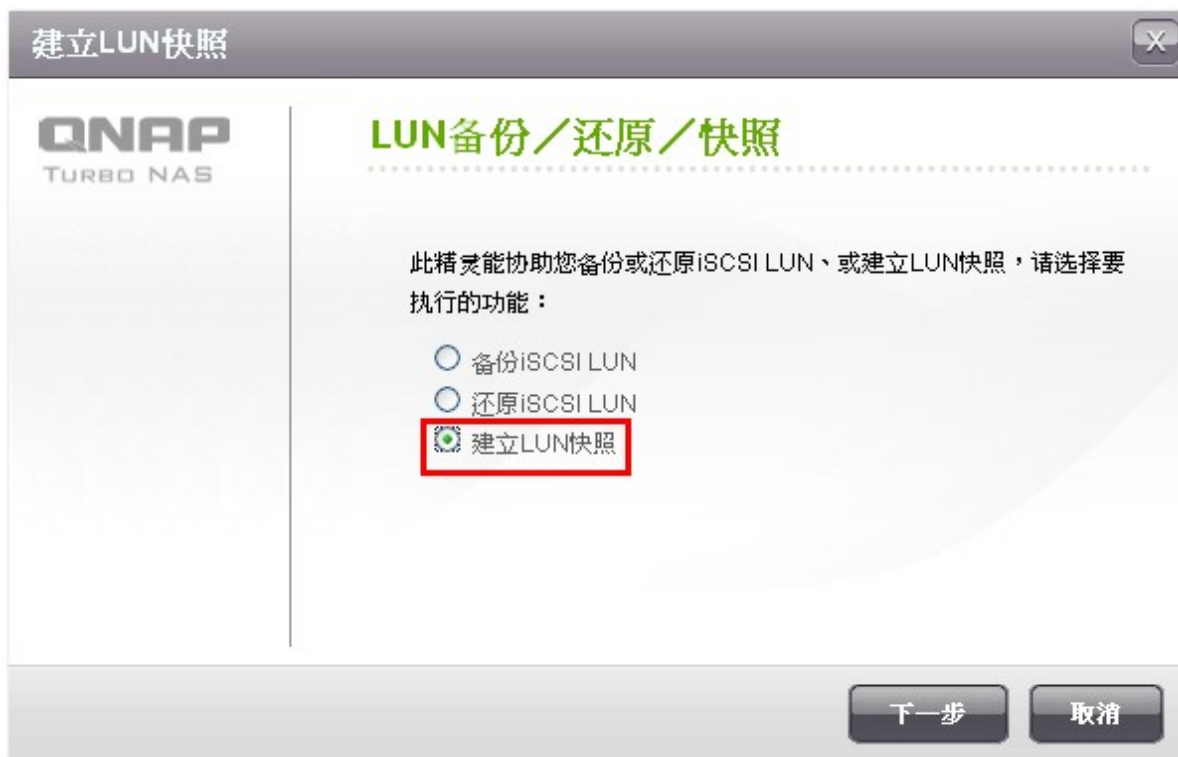 建立LUN快照
X
QNAP
TURBO NAS
LUN备份／还原／快照
此精灵能协助您备份或还原iSCSI LUN、或建立LUN快照，请选择要
执行的功能：
备份iSCSI LUN
还原iSCSI LUN
建立LUN快照
下一步
取消